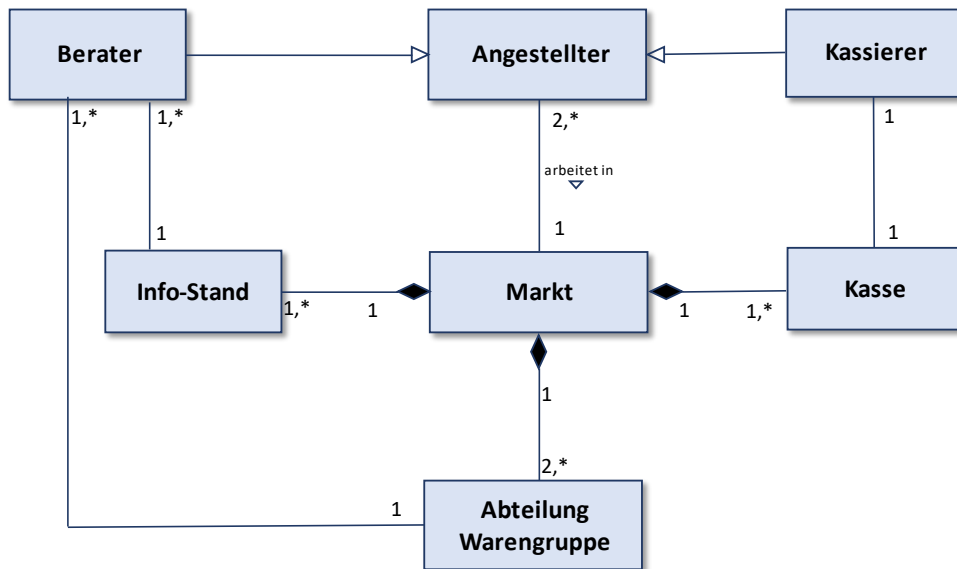 Berater
Angestellter
Kassierer
1,*
1,*
2,*
1
arbeitet in
1
1
1
Info-Stand
Markt
Kasse
1,*
1
1
1,*
1
2,*
1
Abteilung
Warengruppe